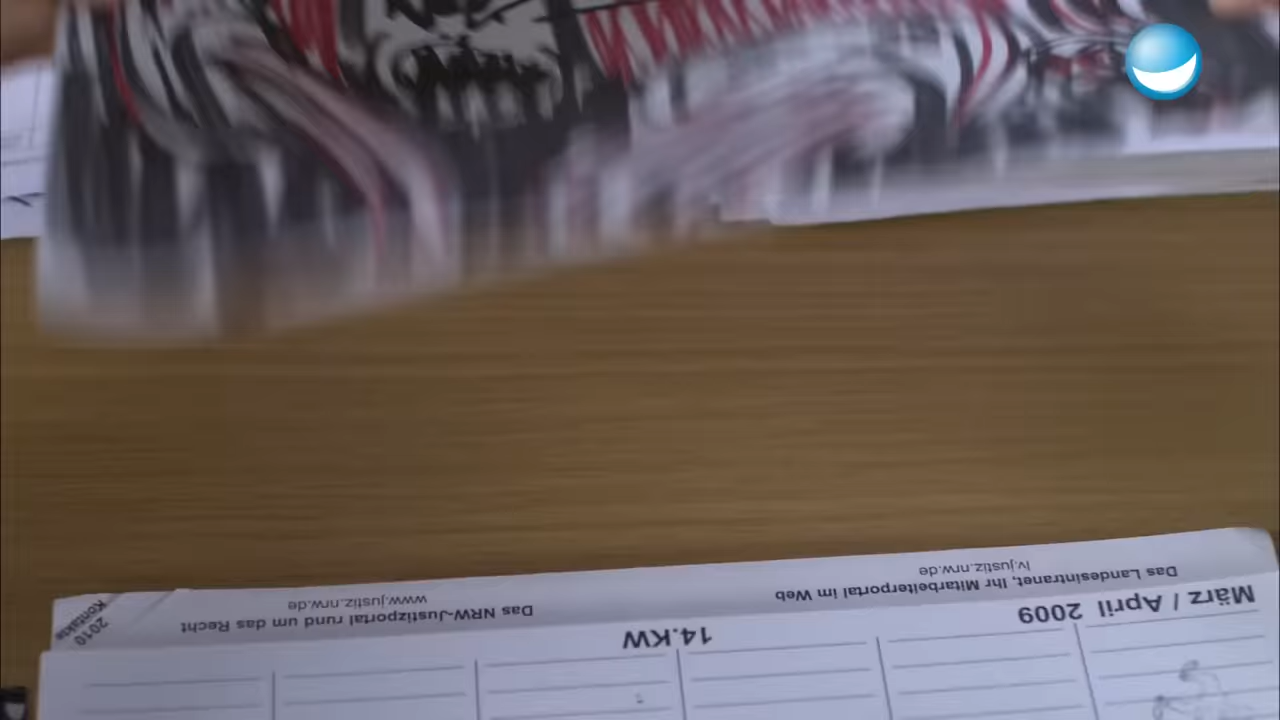 März / April 2009
14.KW
Das Landesintranet, Ihr Mitarbeiterportal im Web
lv.justiz.nrw.de
Das NRW-Justizportal rund um das Recht
www.justiz.nrw.de
2010
Kontakte